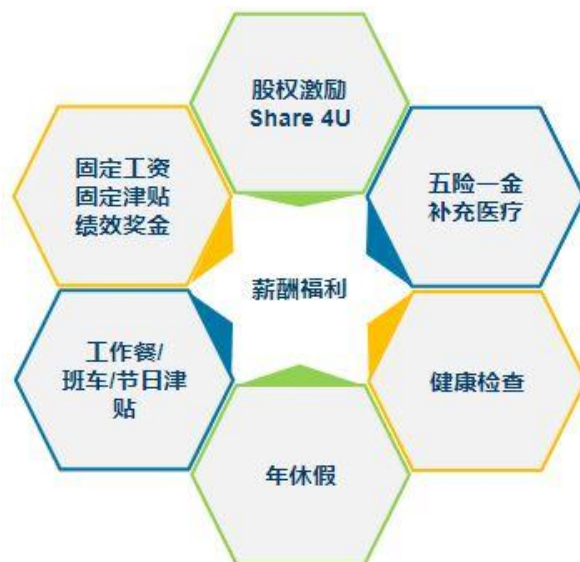 股权激励
Share 4U
固定工资
固定津贴
绩效奖金
五险一金
补充医疗
薪酬福利
工作餐/
班车/节日津
贴
健康检查
年休假